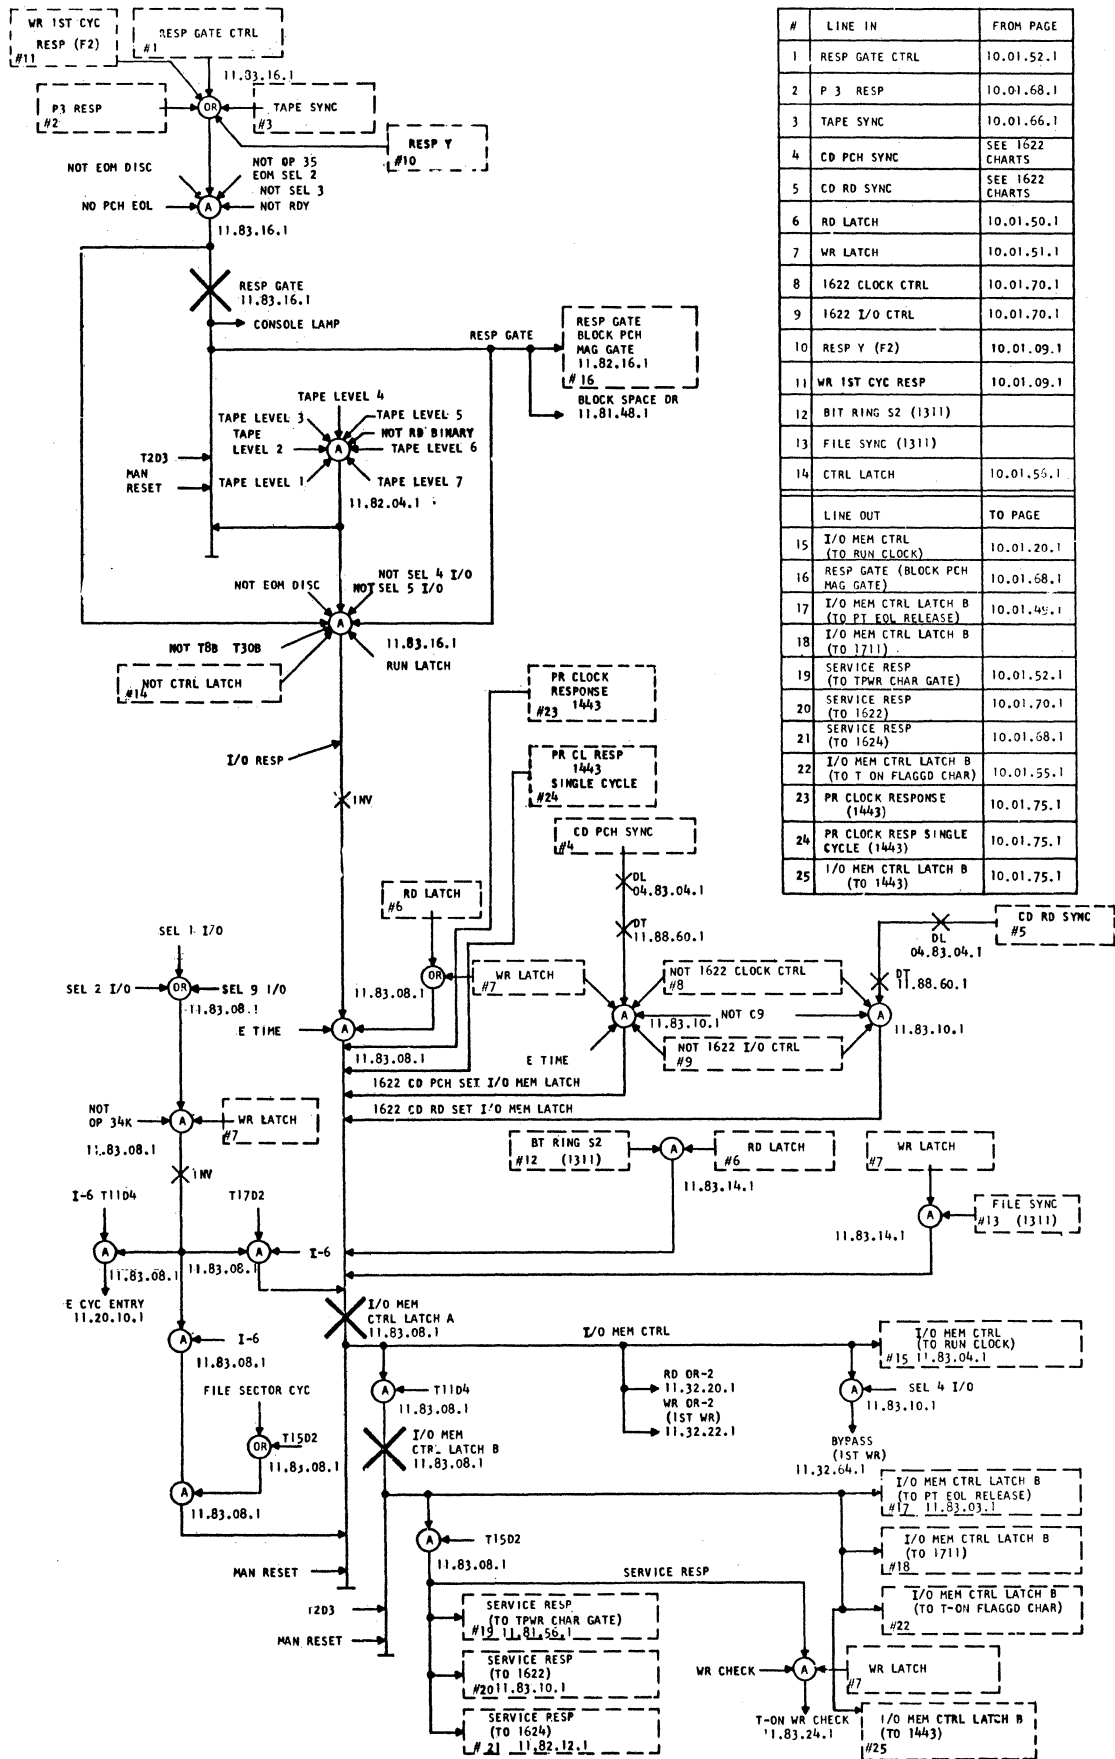 WR 1ST CYC
RESP (F2)
#11
RESP GATE CTRL
#1
11.83.16.1
P3 RESP
#2
OR
TAPE SYNC
#3
RESP Y
#10
NOT EOM DISC
NOT OP 35
EOM SEL 2
NOT SEL 3
NO PCH EOL
A
NOT RDY
11.83.16.1
RESP GATE
11.83.16.1
CONSOLE LAMP
RESP GATE
RESP GATE
BLOCK PCH
MAG GATE
11.82.16.1
#16
BLOCK SPACE DR
11.81.48.1
TAPE LEVEL 4
TAPE LEVEL 3
TAPE LEVEL 5
TAPE
LEVEL 2
NOT RD BINARY
A
TAPE LEVEL 6
TAPE LEVEL 1
TAPE LEVEL 7
11.82.04.1
T2D3
MAN
RESET
NOT EOM DISC
NOT SEL 4 I/O
NOT SEL 5 I/O
A
11.83.16.1
NOT T8B T30B
RUN LATCH
NOT CTRL LATCH
#14
I/O RESP
INV
PR CLOCK
RESPONSE
1443
#23
PR CL RESP
1443
SINGLE CYCLE
#24
CD PCH SYNC
#4
DL
04.83.04.1
DT
11.88.60.1
RD LATCH
#6
OR
11.83.08.1
WR LATCH
#7
NOT 1622 CLOCK CTRL
#8
NOT C9
NOT 1622 I/O CTRL
#9
A
11.83.10.1
E TIME
CD RD SYNC
#5
DL
04.83.04.1
DT
11.88.60.1
A
11.83.10.1
SEL 1 I/O
SEL 2 I/O
OR
SEL 9 I/O
11.83.08.1
E TIME
A
11.83.08.1
1622 CD PCH SET I/O MEM LATCH
1622 CD RD SET I/O MEM LATCH
NOT
OP 34K
A
WR LATCH
#7
11.83.08.1
INV
BT RING S2
#12 (1311)
A
RD LATCH
#6
11.83.14.1
WR LATCH
#7
A
FILE SYNC
#13 (1311)
11.83.14.1
I-6 T11D4
T17D2
A
A
I-6
11.83.08.1
11.83.08.1
E CYC ENTRY
11.20.10.1
I/O MEM
CTRL LATCH A
11.83.08.1
A
I-6
11.83.08.1
I/O MEM CTRL
I/O MEM CTRL
(TO RUN CLOCK)
#15 11.83.04.1
A
T11D4
11.83.08.1
RD OR-2
11.32.20.1
WR OR-2
(1ST WR)
11.32.22.1
A
SEL 4 I/O
11.83.10.1
BYPASS
(1ST WR)
11.32.64.1
FILE SECTOR CYC
OR
T15D2
11.83.08.1
I/O MEM
CTRL LATCH B
11.83.08.1
A
11.83.08.1
I/O MEM CTRL LATCH B
(TO PT EOL RELEASE)
#17 11.83.03.1
A
T15D2
11.83.08.1
I/O MEM CTRL LATCH B
(TO 1711)
#18
MAN RESET
SERVICE RESP
T2D3
MAN RESET
I/O MEM CTRL LATCH B
(TO T-ON FLAGGD CHAR)
#22
SERVICE RESP
(TO TPWR CHAR GATE)
#19 11.81.56.1
SERVICE RESP
(TO 1622)
#20 11.83.10.1
SERVICE RESP
(TO 1624)
#21 11.82.12.1
WR CHECK
A
WR LATCH
#7
T-ON WR CHECK
11.83.24.1
I/O MEM CTRL LATCH B
(TO 1443)
#25
# LINE IN FROM PAGE
1 RESP GATE CTRL 10.01.52.1
2 P 3 RESP 10.01.68.1
3 TAPE SYNC 10.01.66.1
4 CD PCH SYNC SEE 1622 CHARTS
5 CD RD SYNC SEE 1622 CHARTS
6 RD LATCH 10.01.50.1
7 WR LATCH 10.01.51.1
8 1622 CLOCK CTRL 10.01.70.1
9 1622 I/O CTRL 10.01.70.1
10 RESP Y (F2) 10.01.09.1
11 WR 1ST CYC RESP 10.01.09.1
12 BIT RING S2 (1311)
13 FILE SYNC (1311)
14 CTRL LATCH 10.01.56.1
LINE OUT TO PAGE
15 I/O MEM CTRL (TO RUN CLOCK) 10.01.20.1
16 RESP GATE (BLOCK PCH MAG GATE) 10.01.68.1
17 I/O MEM CTRL LATCH B (TO PT EOL RELEASE) 10.01.49.1
18 I/O MEM CTRL LATCH B (TO 1711)
19 SERVICE RESP (TO TPWR CHAR GATE) 10.01.52.1
20 SERVICE RESP (TO 1622) 10.01.70.1
21 SERVICE RESP (TO 1624) 10.01.68.1
22 I/O MEM CTRL LATCH B (TO T ON FLAGGD CHAR) 10.01.55.1
23 PR CLOCK RESPONSE (1443) 10.01.75.1
24 PR CLOCK RESP SINGLE CYCLE (1443) 10.01.75.1
25 I/O MEM CTRL LATCH B (TO 1443) 10.01.75.1